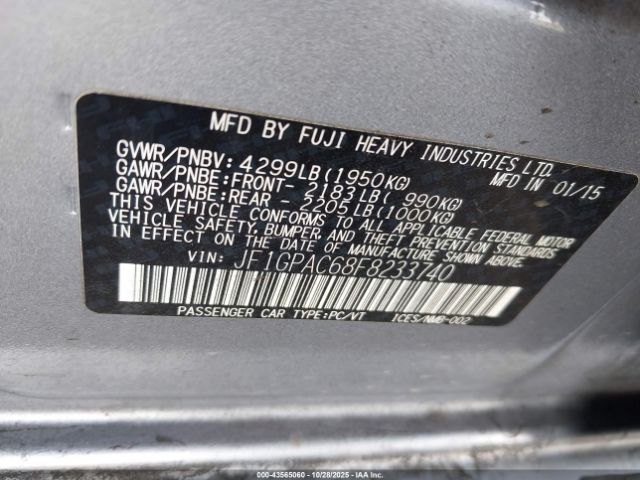 MFD BY FUJI HEAVY INDUSTRIES LTD.
GVWR/PNBV: 4299LB(1950KG) MFD IN 01/15
GAWR/PNBE:FRONT- 2183LB( 990KG)
GAWR/PNBE:REAR - 2205LB(1000KG)
THIS VEHICLE CONFORMS TO ALL APPLICABLE FEDERAL MOTOR
VEHICLE SAFETY, BUMPER, AND THEFT PREVENTION STANDARDS
IN EFFECT ON THE DATE OF MANUFACTURE SHOWN ABOVE.
VIN: JF1GPAC68F8233740
PASSENGER CAR TYPE:PC/VT ICES/NMB-002
000-43565060 - 10/28/2025 - IAA Inc.